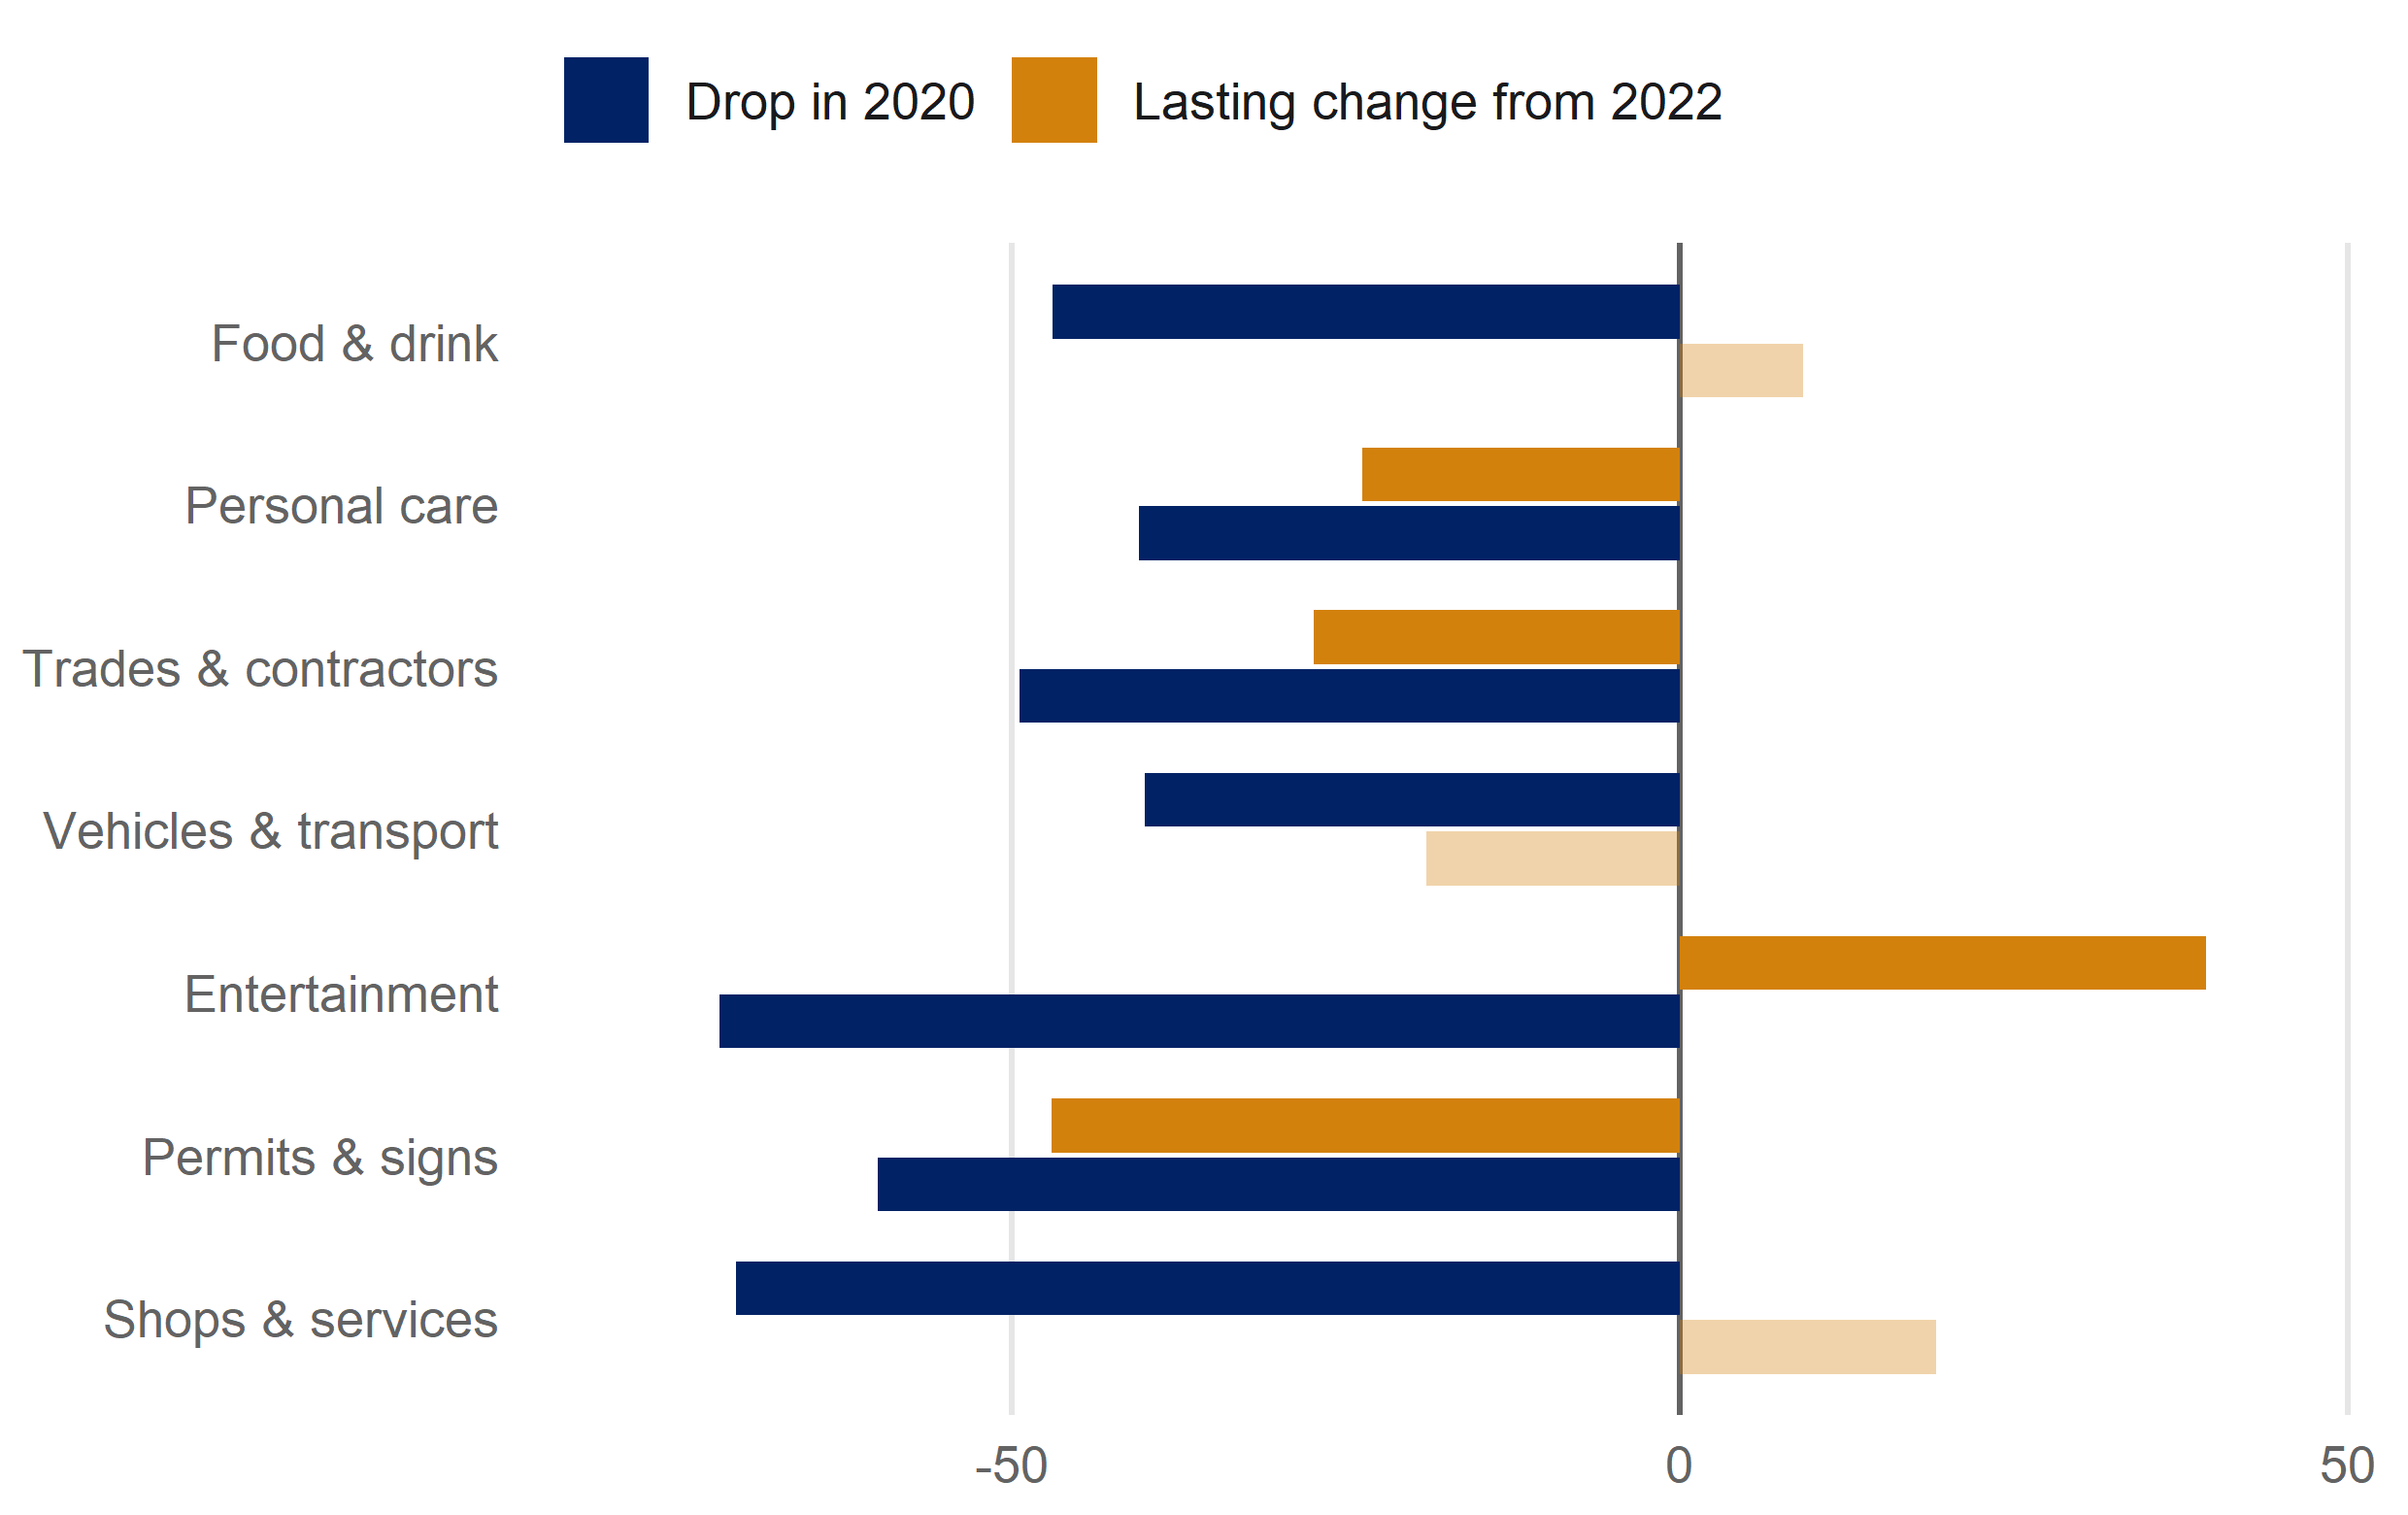 Drop in 2020 Lasting change from 2022
Food & drink
Personal care
Trades & contractors
Vehicles & transport
Entertainment
Permits & signs
Shops & services
-50 0 50